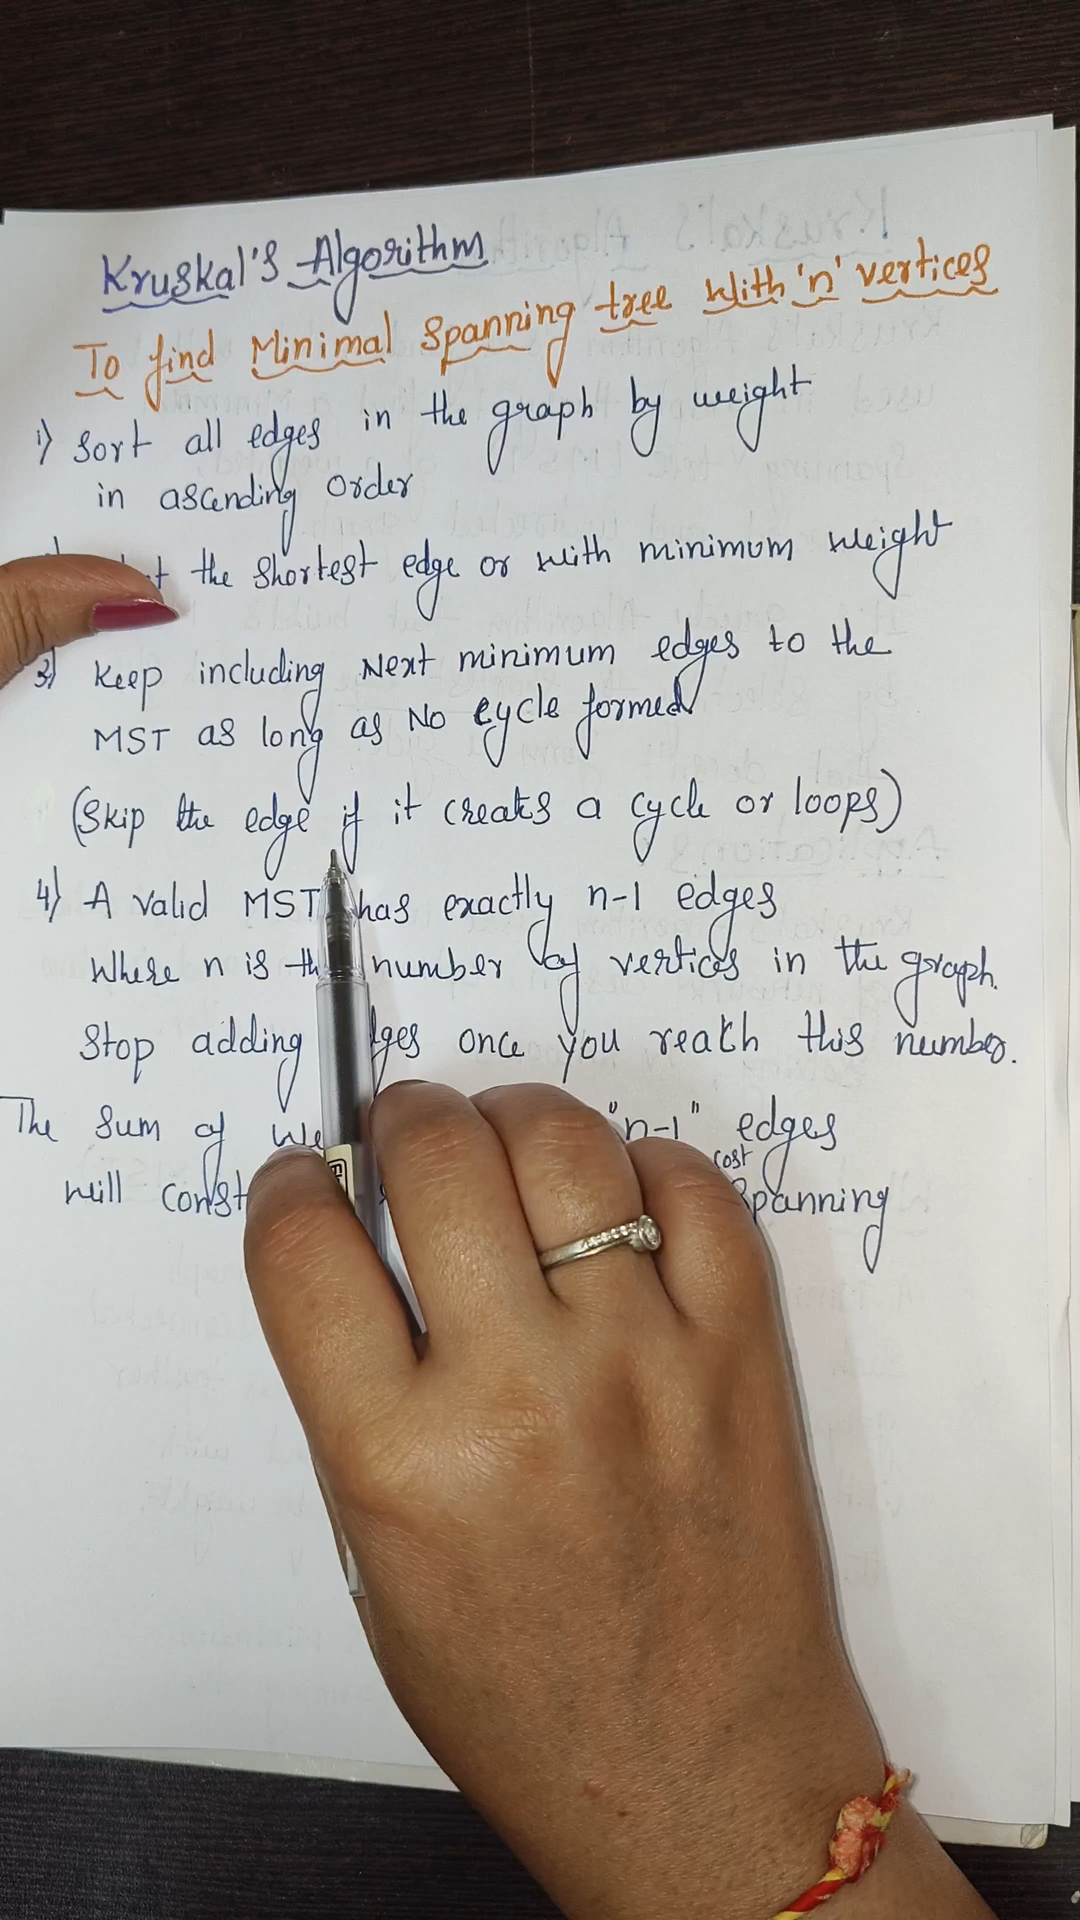 Kruskal's Algorithm
To find Minimal Spanning tree With 'n' vertices
1) Sort all edges in the graph by weight
in ascending order
the Shortest edge or with minimum weight
3) Keep including Next minimum edges to the
MST as long as No cycle formed
(Skip the edge if it creats a cycle or loops)
4) A valid MST has exactly n-1 edges
Where n is number of vertices in the graph.
Stop adding once you reach this number.
The Sum of "n-1" edges
cost
will Spanning